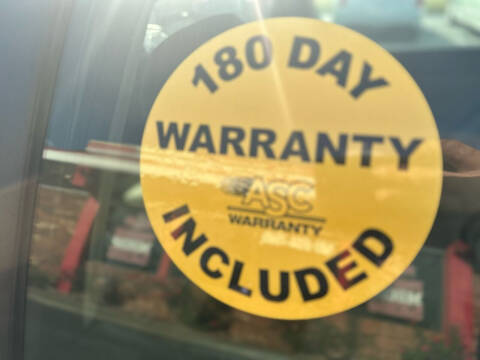 180 DAY
WARRANTY
ASC
WARRANTY
INCLUDED